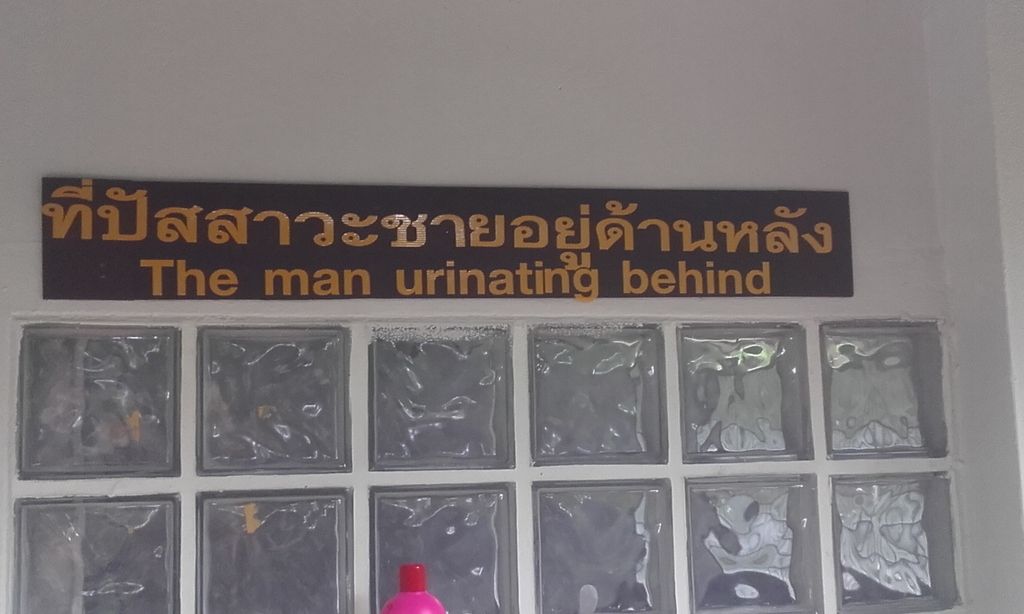 ที่ปัสสาวะชายอยู่ด้านหลัง
The man urinating behind